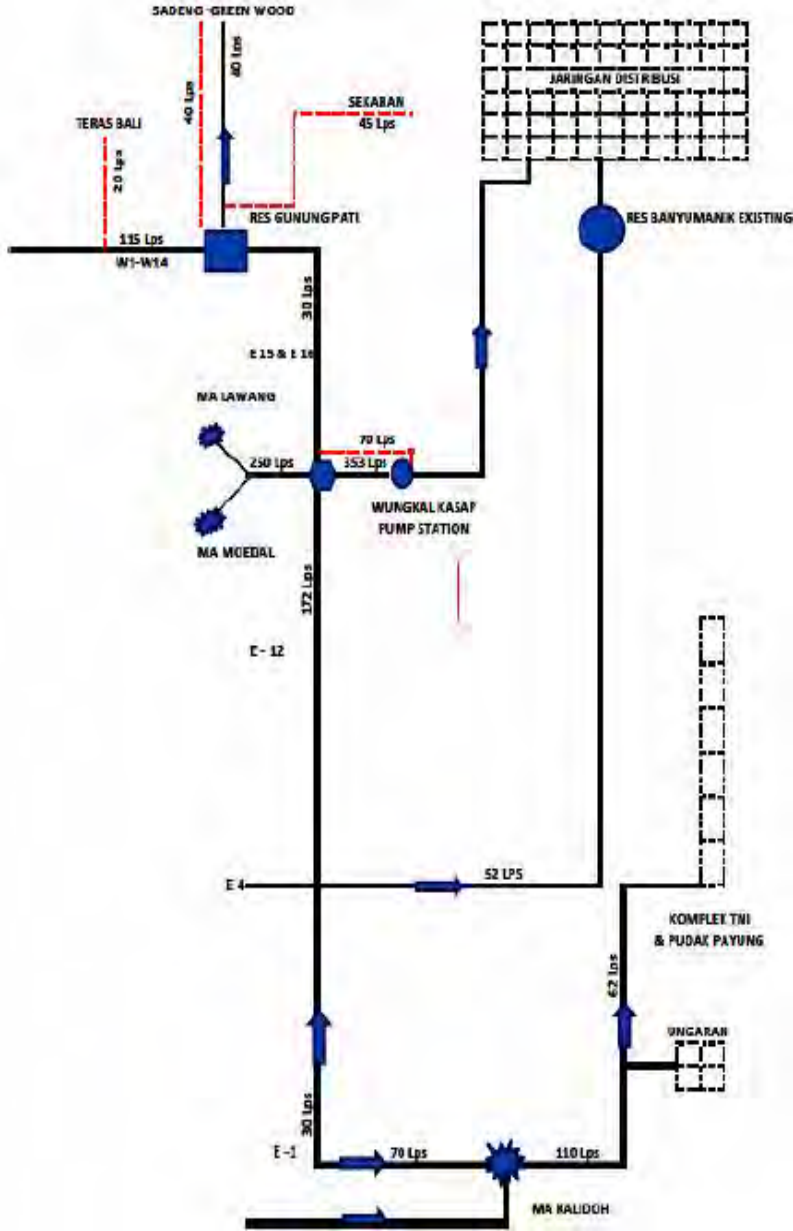 SADENG -GREEN WOOD
40 Lps
40 Lps
SEKARAN
45 Lps
TERAS BALI
20 Lps
JARINGAN DISTRIBUSI
RES GUNUNG PATI
RES BANYUMANIK EXISTING
115 Lps
W1-W14
30 Lps
E 15 & E 16
MA LAWANG
70 Lps
250 Lps
353 Lps
WUNGKAL KASAP
PUMP STATION
MA MOEDAL
172 Lps
E - 12
E 4
52 LPS
KOMPLEK TNI
& PUDAK PAYUNG
62 Lps
UNGARAN
30 Lps
E -1
70 Lps
110 Lps
MA KALIDOH